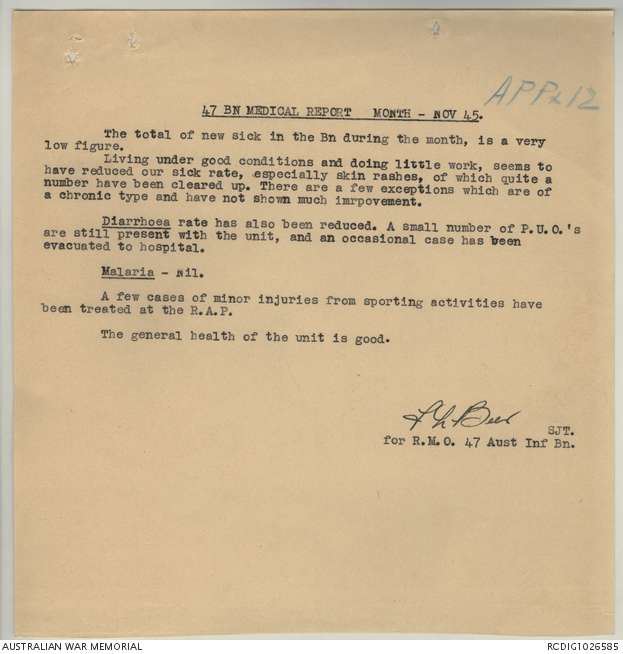 APPx 12
47 BN MEDICAL REPORT   MONTH - NOV 45.
The total of new sick in the Bn during the month, is a very
low figure.
Living under good conditions and doing little work, seems to
have reduced our sick rate, especially skin rashes, of which quite a
number have been cleared up. There are a few exceptions which are of
a chronic type and have not shown much imrpovement.
Diarrhoea rate has also been reduced. A small number of P.U.O.'s
are still present with the unit, and an occasional case has been
evacuated to hospital.
Malaria - Nil.
A few cases of minor injuries from sporting activities have
been treated at the R.A.P.
The general health of the unit is good.
SJT.
for R.M.O. 47 Aust Inf Bn.
AUSTRALIAN WAR MEMORIAL
RCDIG1026585